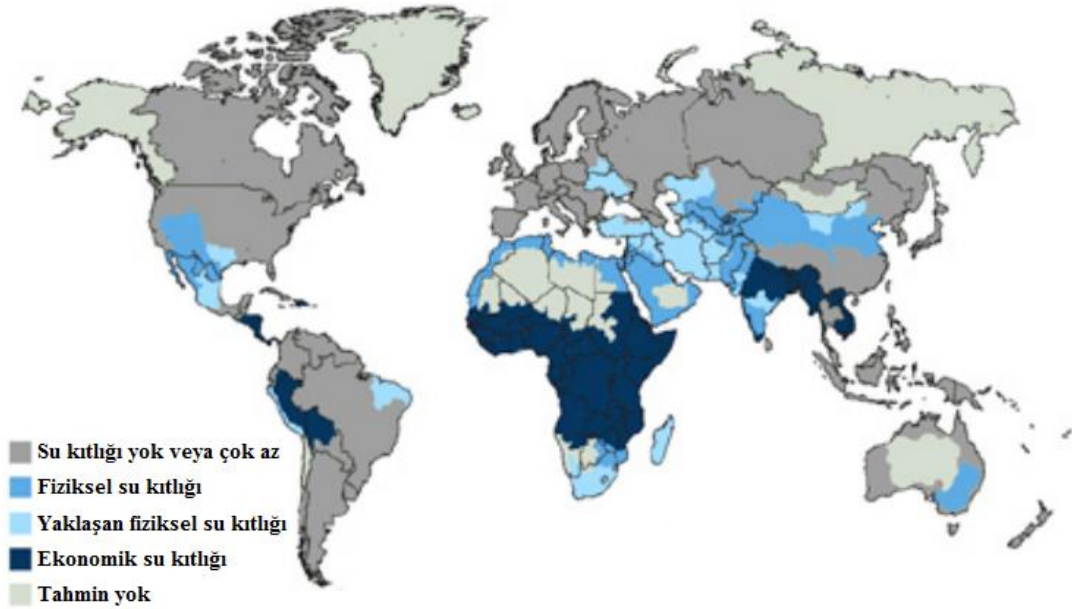 Su kıtlığı yok veya çok az
Fiziksel su kıtlığı
Yaklaşan fiziksel su kıtlığı
Ekonomik su kıtlığı
Tahmin yok